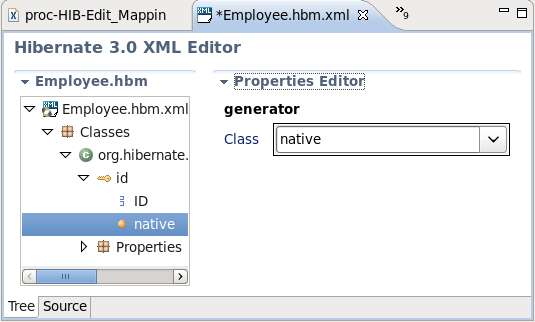 proc-HIB-Edit_Mappin
*Employee.hbm.xml
»9
Hibernate 3.0 XML Editor
Employee.hbm
Properties Editor
Employee.hbm.xml
generator
Classes
Class
native
org.hibernate.
id
ID
native
Properties
Tree
Source